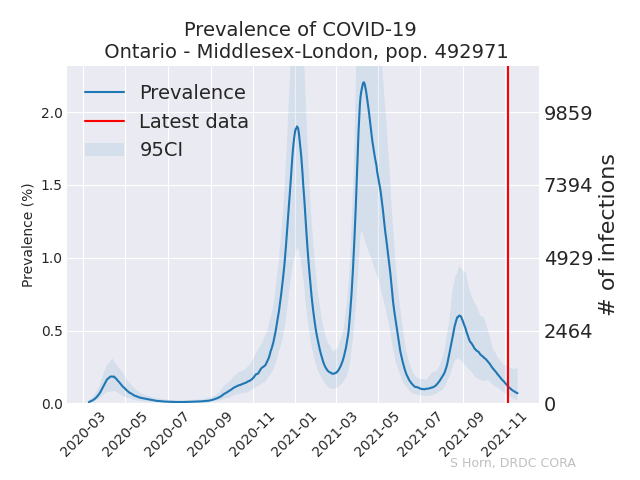 Prevalence of COVID-19
Ontario - Middlesex-London, pop. 492971
Prevalence
Latest data
95CI
Prevalence (%)
2.0
1.5
1.0
0.5
0.0
9859
7394
4929
2464
0
# of infections
2020-03
2020-05
2020-07
2020-09
2020-11
2021-01
2021-03
2021-05
2021-07
2021-09
2021-11
S Horn, DRDC CORA